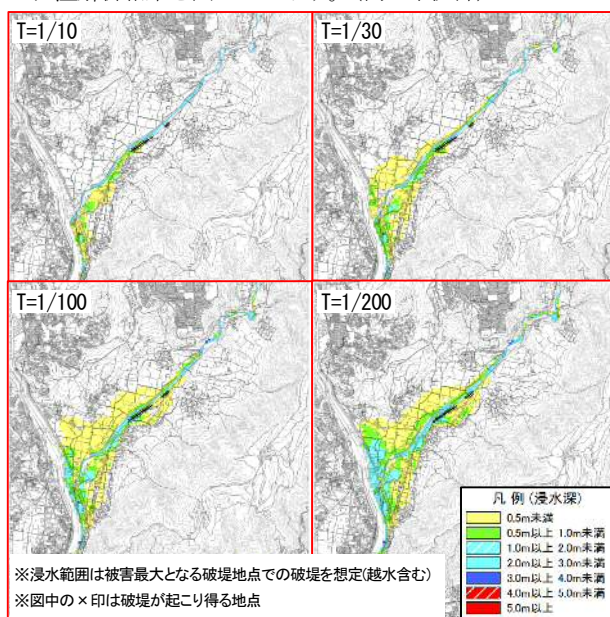 T=1/10
T=1/30
T=1/100
T=1/200
凡 例 (浸水深)
0.5m未満
0.5m以上 1.0m未満
1.0m以上 2.0m未満
2.0m以上 3.0m未満
3.0m以上 4.0m未満
4.0m以上 5.0m未満
5.0m以上
※浸水範囲は被害最大となる破堤地点での破堤を想定(越水含む)
※図中の×印は破堤が起こり得る地点